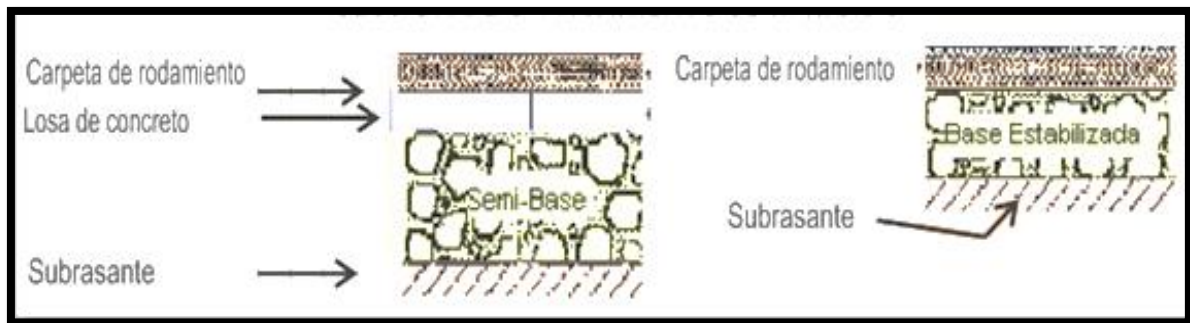 Carpeta de rodamiento
Losa de concreto
Semi-Base
Subrasante
Carpeta de rodamiento
Base Estabilizada
Subrasante